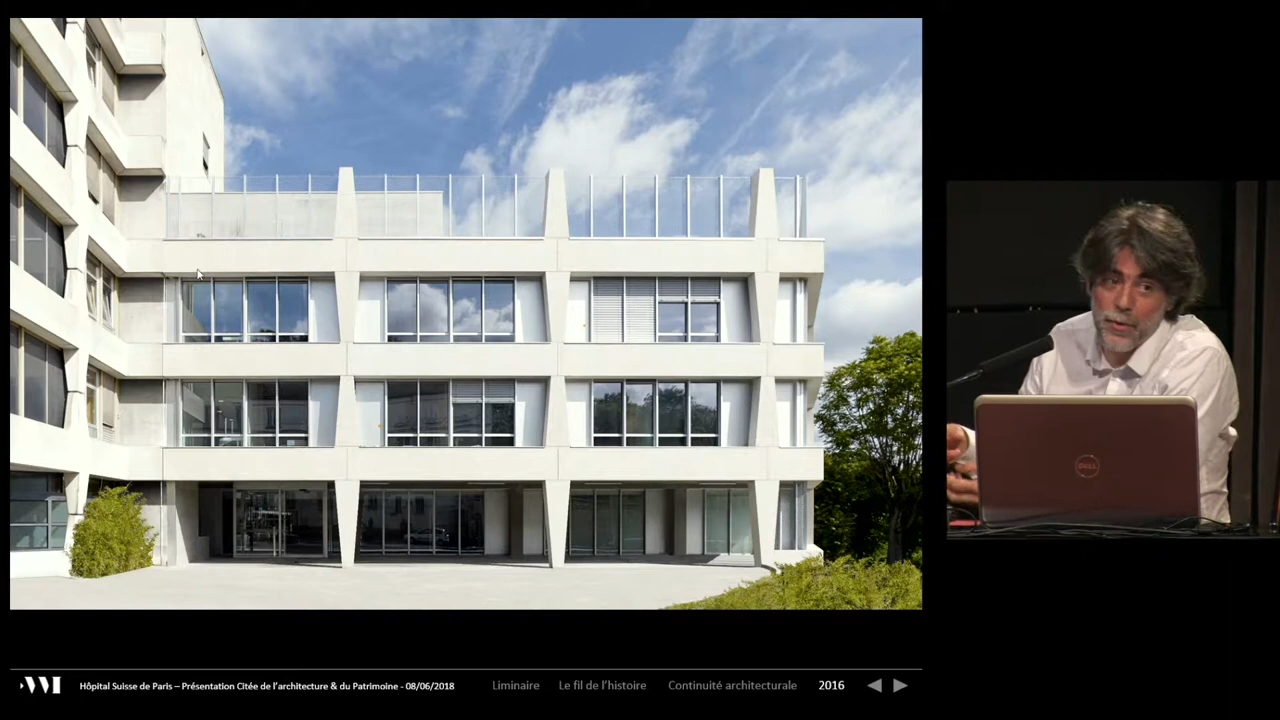 DELL
Hôpital Suisse de Paris – Présentation Citée de l'architecture & du Patrimoine - 08/06/2018
Liminaire
Le fil de l'histoire
Continuité architecturale
2016